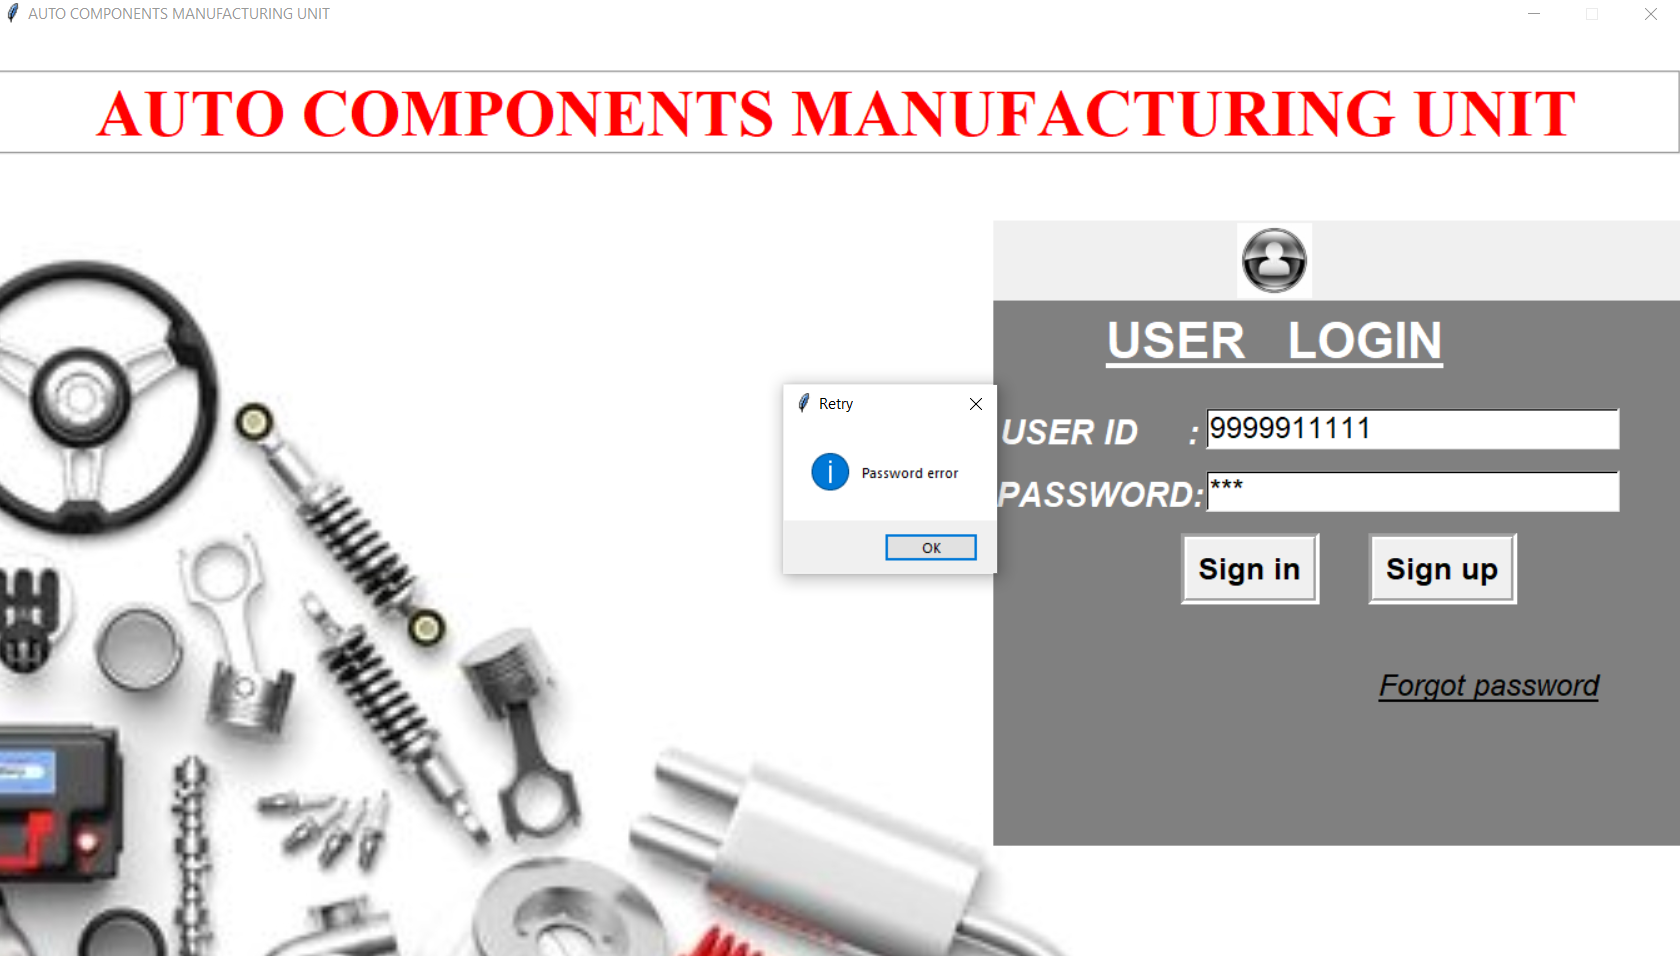 AUTO COMPONENTS MANUFACTURING UNIT
AUTO COMPONENTS MANUFACTURING UNIT
USER LOGIN
Retry
Password error
OK
USER ID : 9999911111
PASSWORD: ***
Sign in Sign up
Forgot password